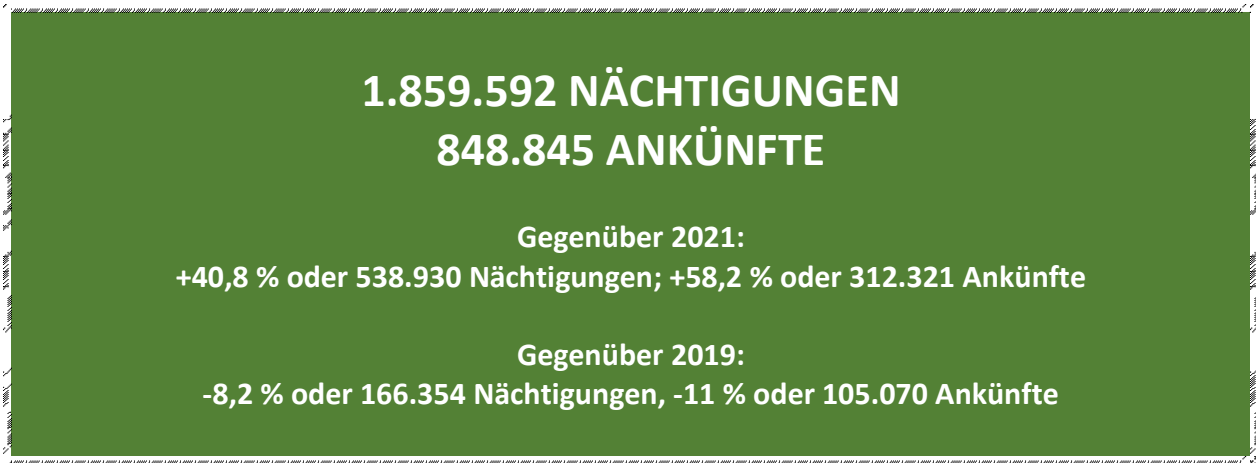 1.859.592 NÄCHTIGUNGEN
848.845 ANKÜNFTE
Gegenüber 2021:
+40,8 % oder 538.930 Nächtigungen; +58,2 % oder 312.321 Ankünfte
Gegenüber 2019:
-8,2 % oder 166.354 Nächtigungen, -11 % oder 105.070 Ankünfte